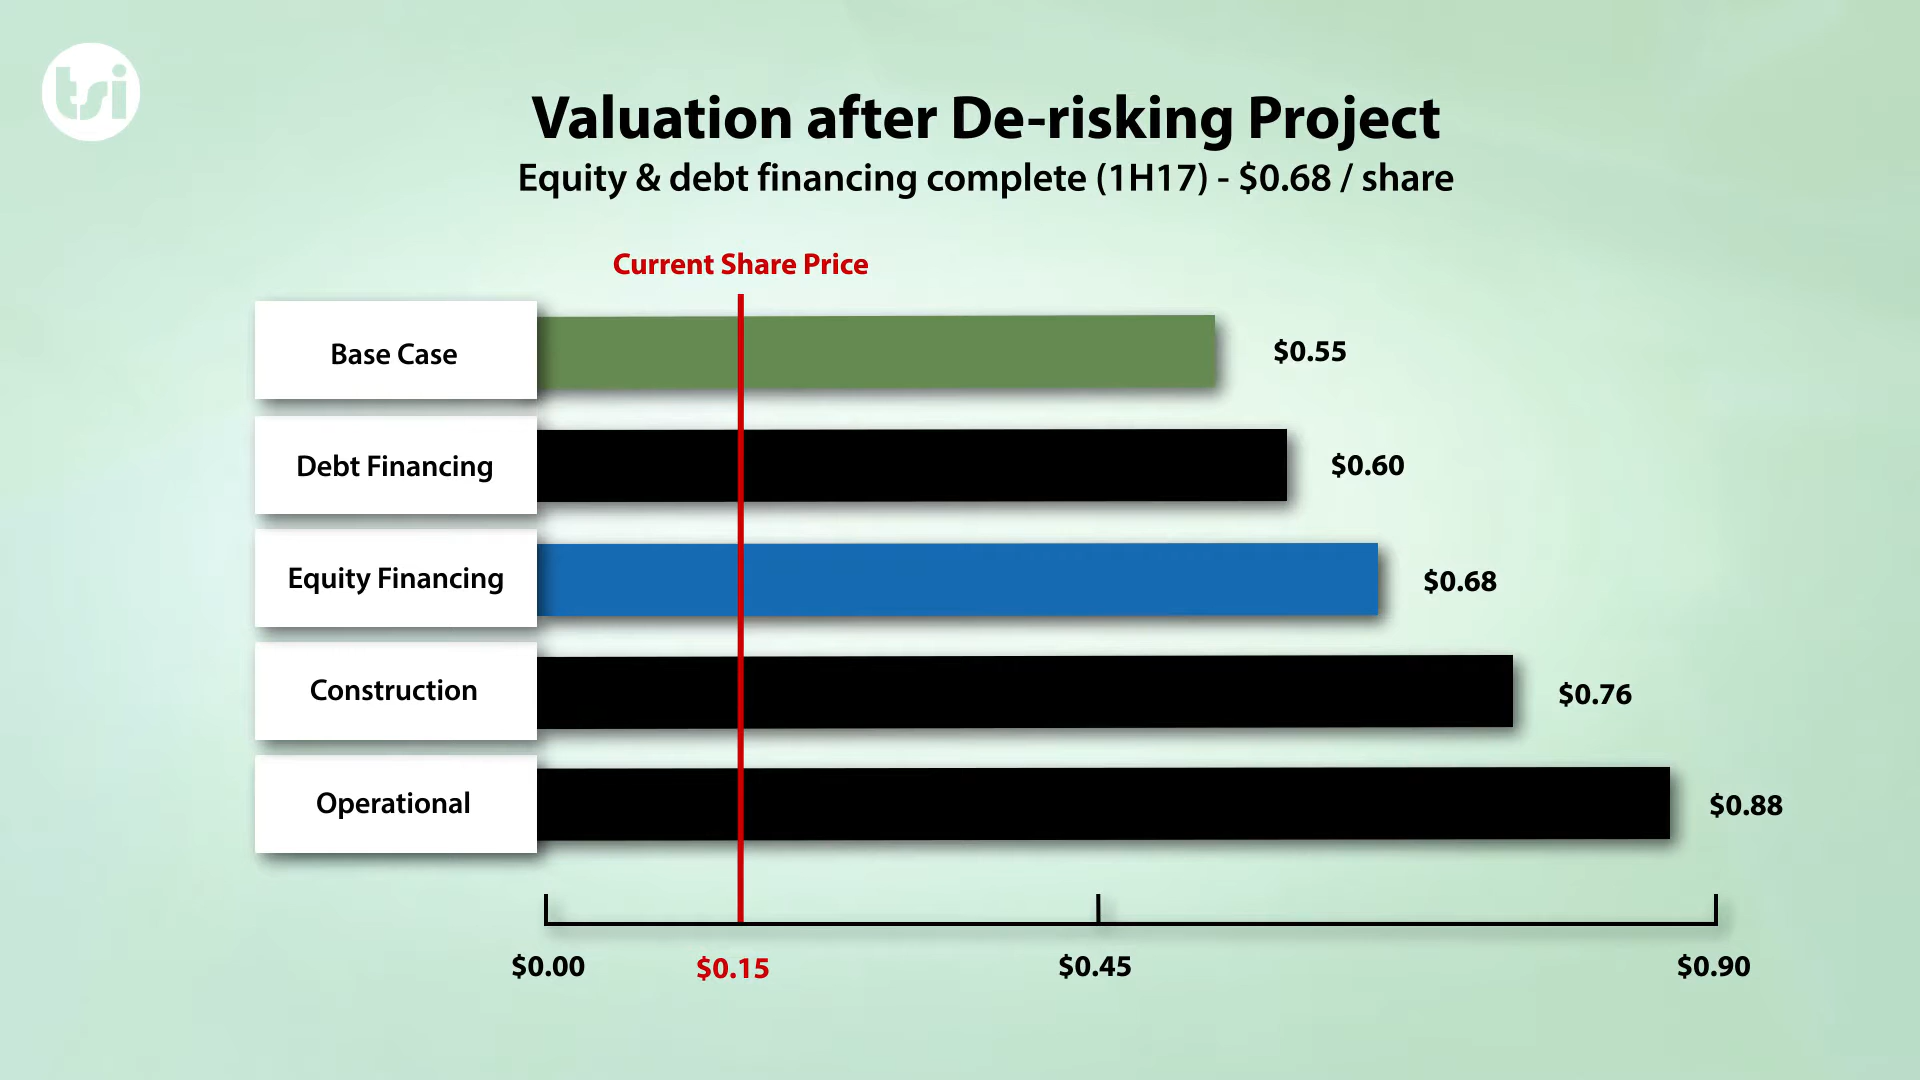 tsi
Valuation after De-risking Project
Equity & debt financing complete (1H17) - $0.68 / share
Current Share Price
Base Case
$0.55
Debt Financing
$0.60
Equity Financing
$0.68
Construction
$0.76
Operational
$0.88
$0.00
$0.15
$0.45
$0.90